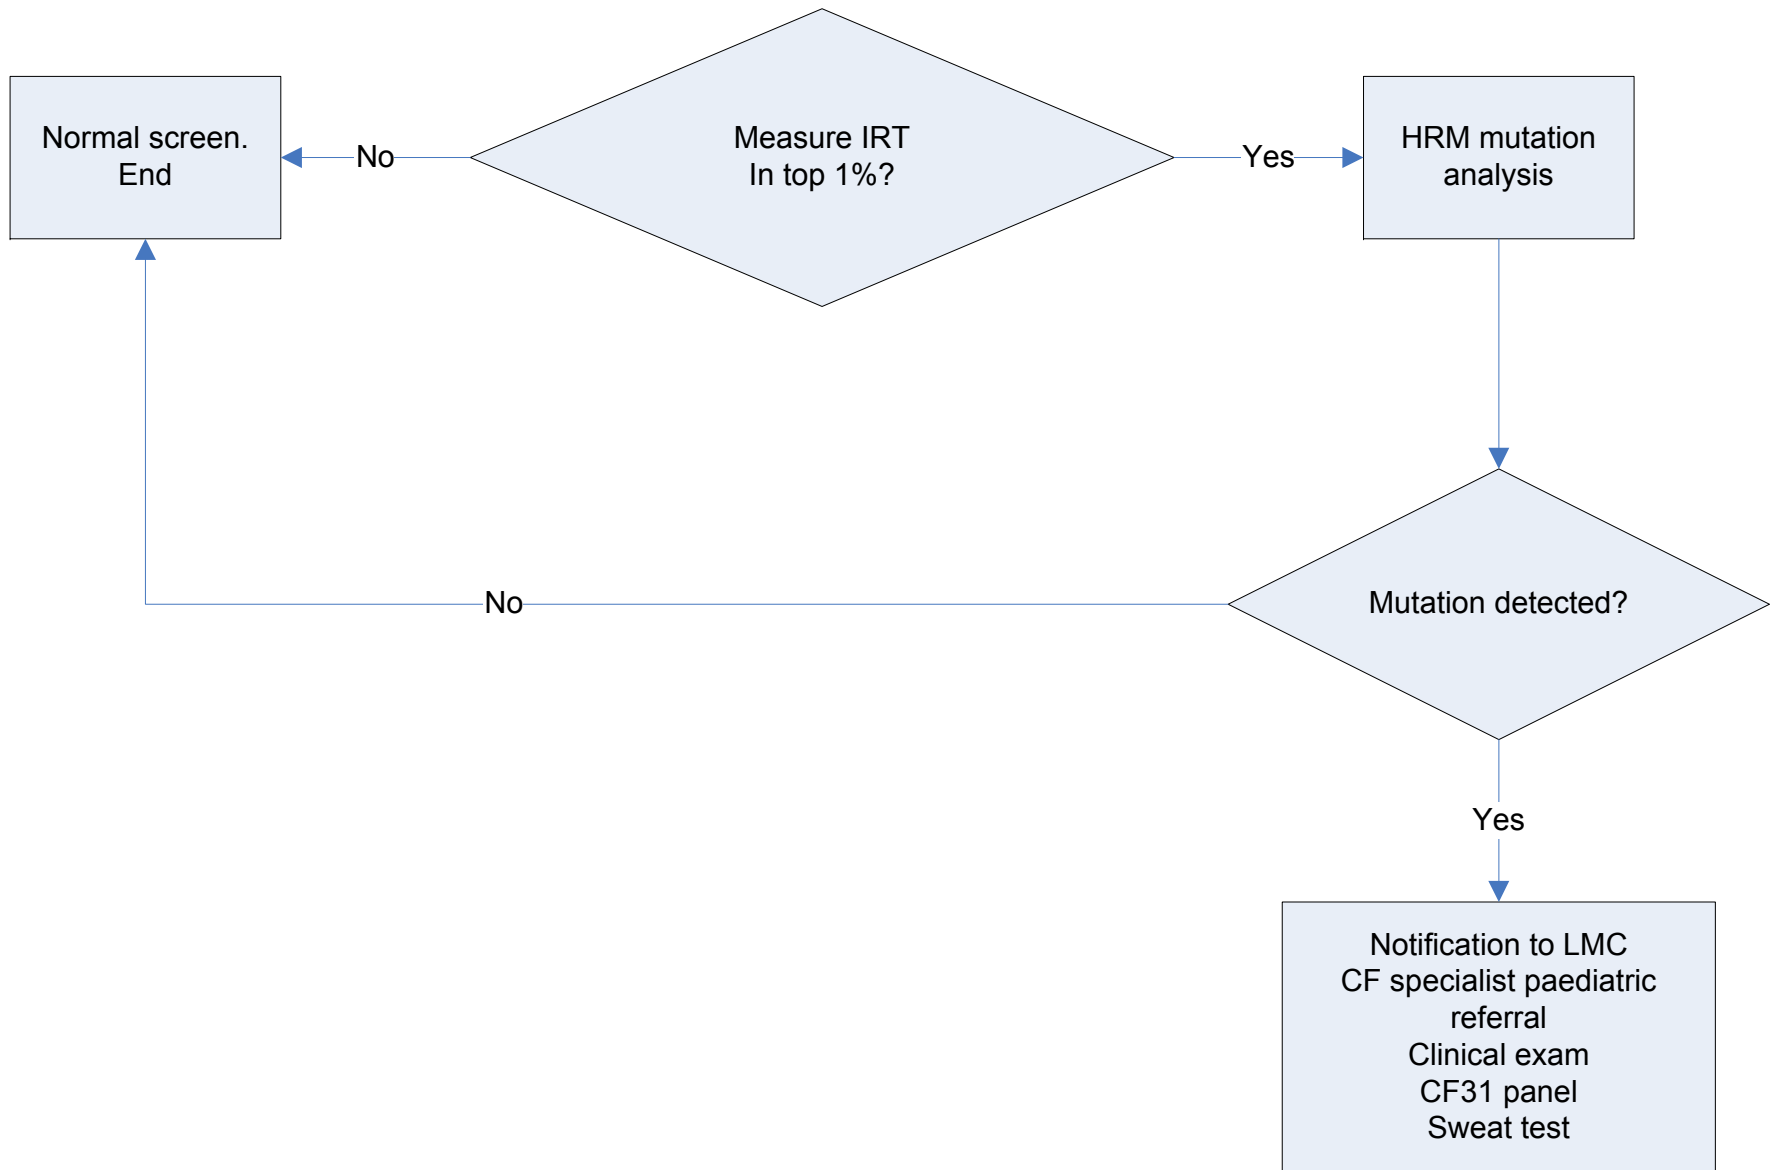 Normal screen.
End
No
Measure IRT
In top 1%?
Yes
HRM mutation
analysis
No
Mutation detected?
Yes
Notification to LMC
CF specialist paediatric
referral
Clinical exam
CF31 panel
Sweat test